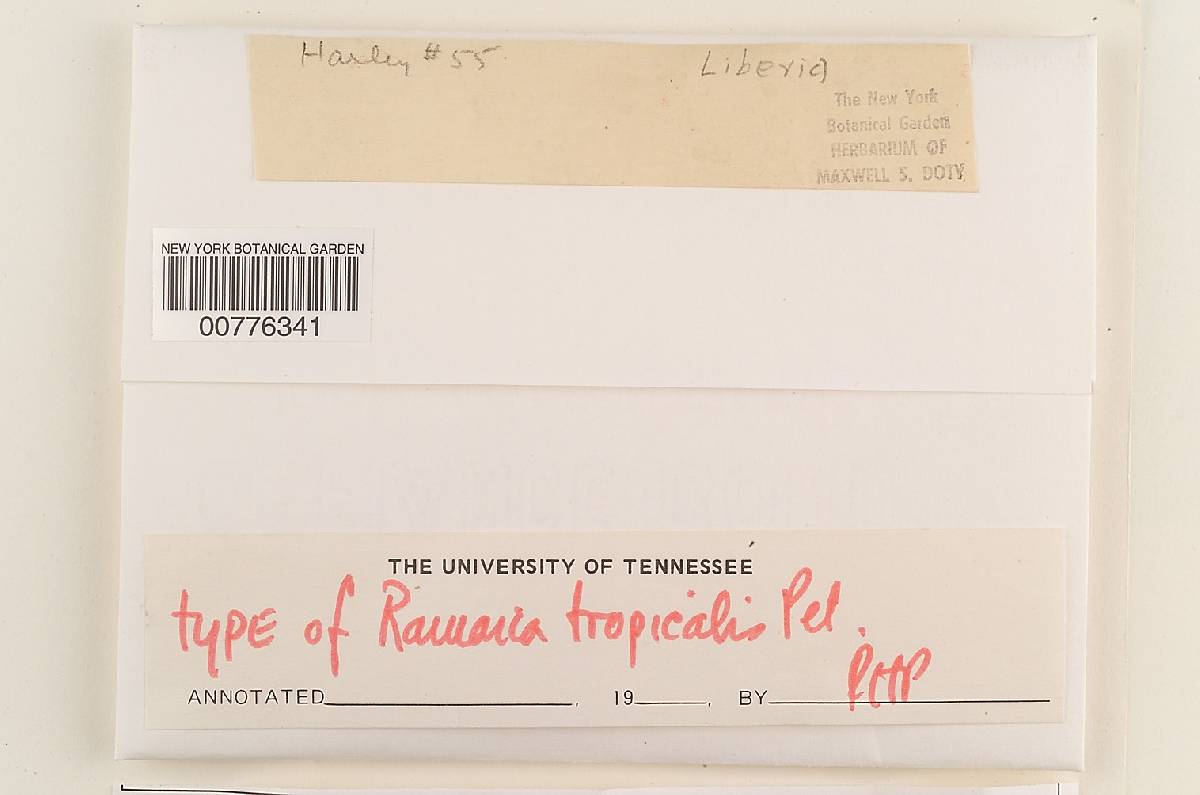 Harley #55 Liberia
The New York
Botanical Garden
HERBARIUM OF
MAXWELL S. DOTY
NEW YORK BOTANICAL GARDEN
00776341
THE UNIVERSITY OF TENNESSEE
type of Ramaria tropicalis Pet.
RHP
ANNOTATED 19 BY